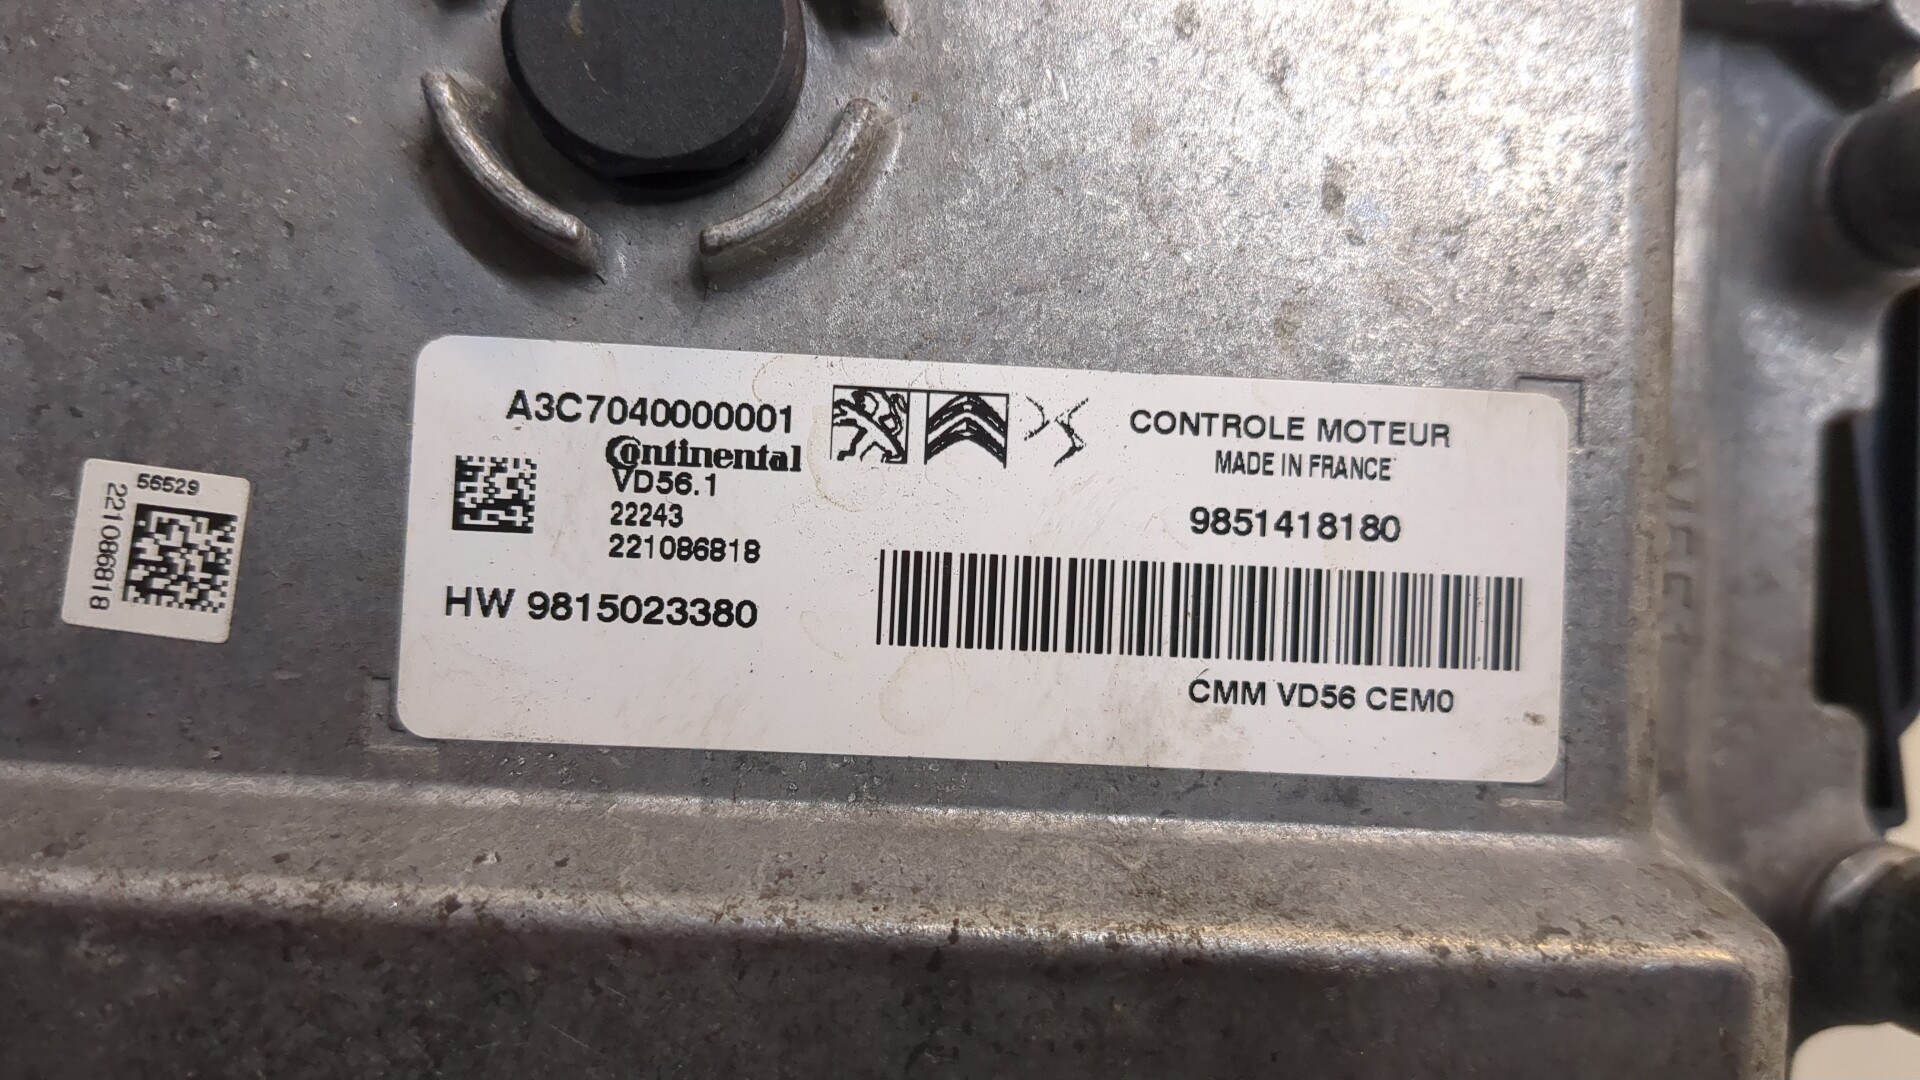 56529
221086818
A3C7040000001
Continental
VD56.1
22243
221086818
HW 9815023380
CONTROLE MOTEUR
MADE IN FRANCE
9851418180
CMM VD56 CEM0